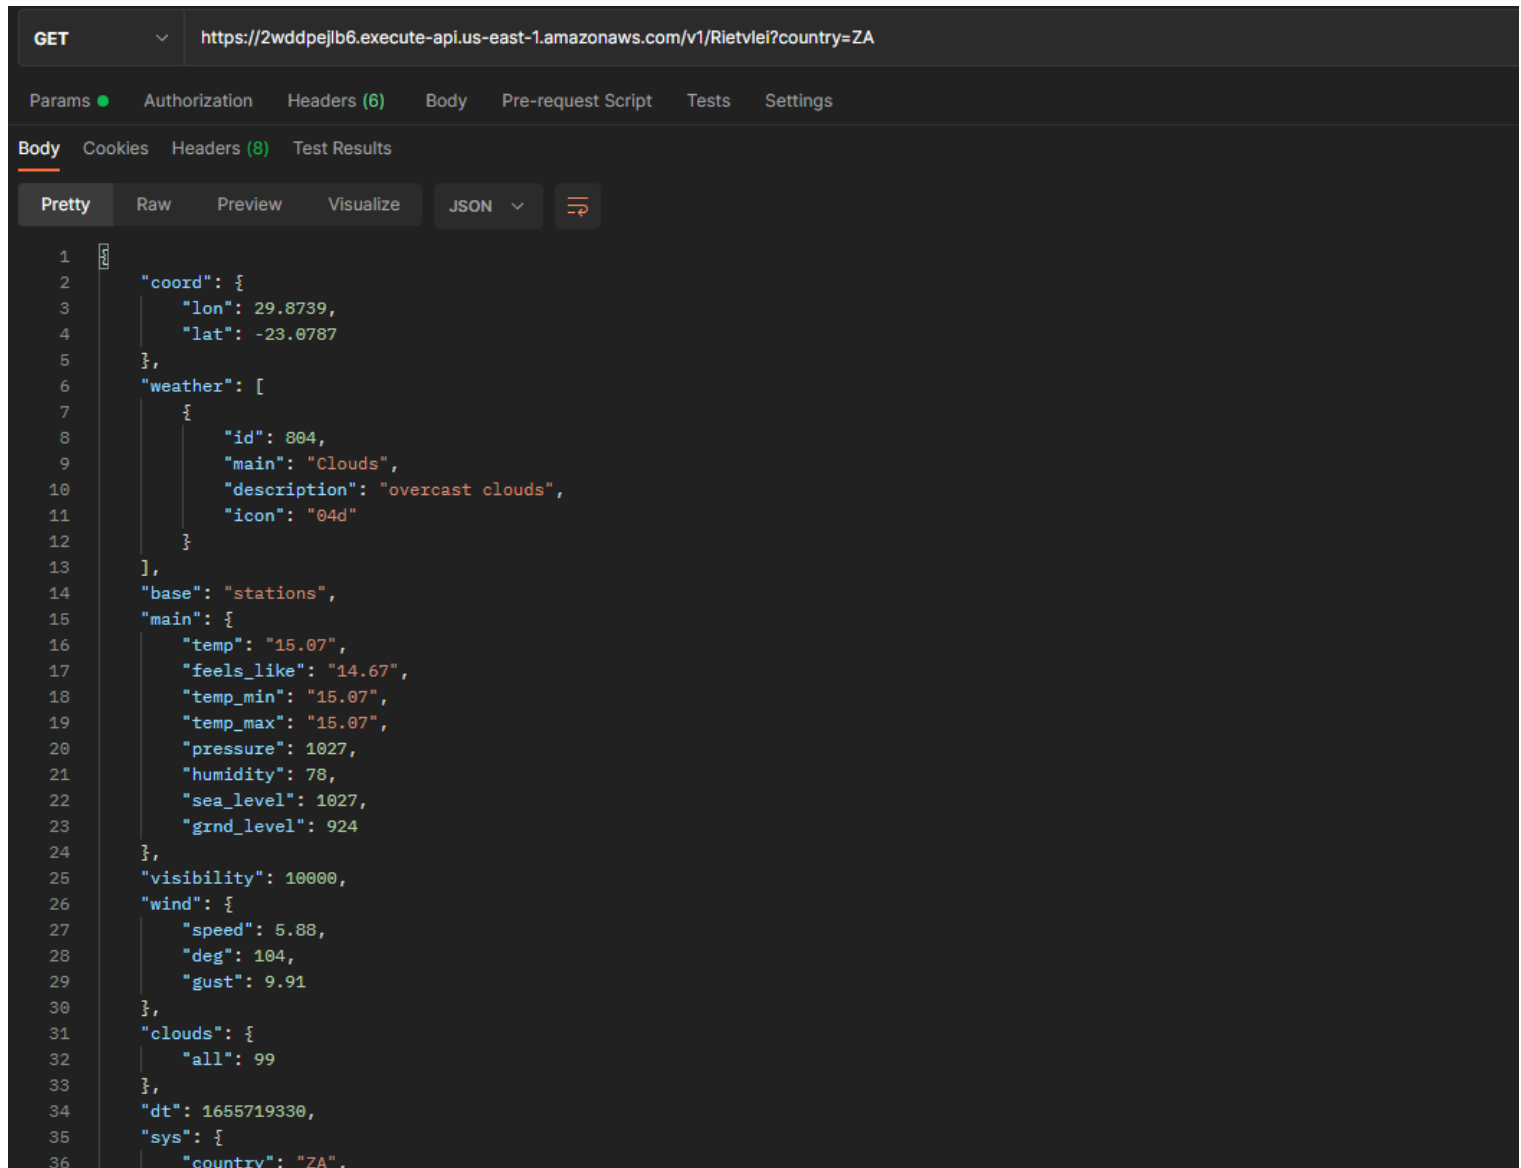 GET https://2wddpejlb6.execute-api.us-east-1.amazonaws.com/v1/Rietvlei?country=ZA
Params Authorization Headers (6) Body Pre-request Script Tests Settings
Body Cookies Headers (8) Test Results
Pretty Raw Preview Visualize JSON
1 {
2 "coord": {
3 "lon": 29.8739,
4 "lat": -23.0787
5 },
6 "weather": [
7 {
8 "id": 804,
9 "main": "Clouds",
10 "description": "overcast clouds",
11 "icon": "04d"
12 }
13 ],
14 "base": "stations",
15 "main": {
16 "temp": "15.07",
17 "feels_like": "14.67",
18 "temp_min": "15.07",
19 "temp_max": "15.07",
20 "pressure": 1027,
21 "humidity": 78,
22 "sea_level": 1027,
23 "grnd_level": 924
24 },
25 "visibility": 10000,
26 "wind": {
27 "speed": 5.88,
28 "deg": 104,
29 "gust": 9.91
30 },
31 "clouds": {
32 "all": 99
33 },
34 "dt": 1655719330,
35 "sys": {
36 "country": "ZA",